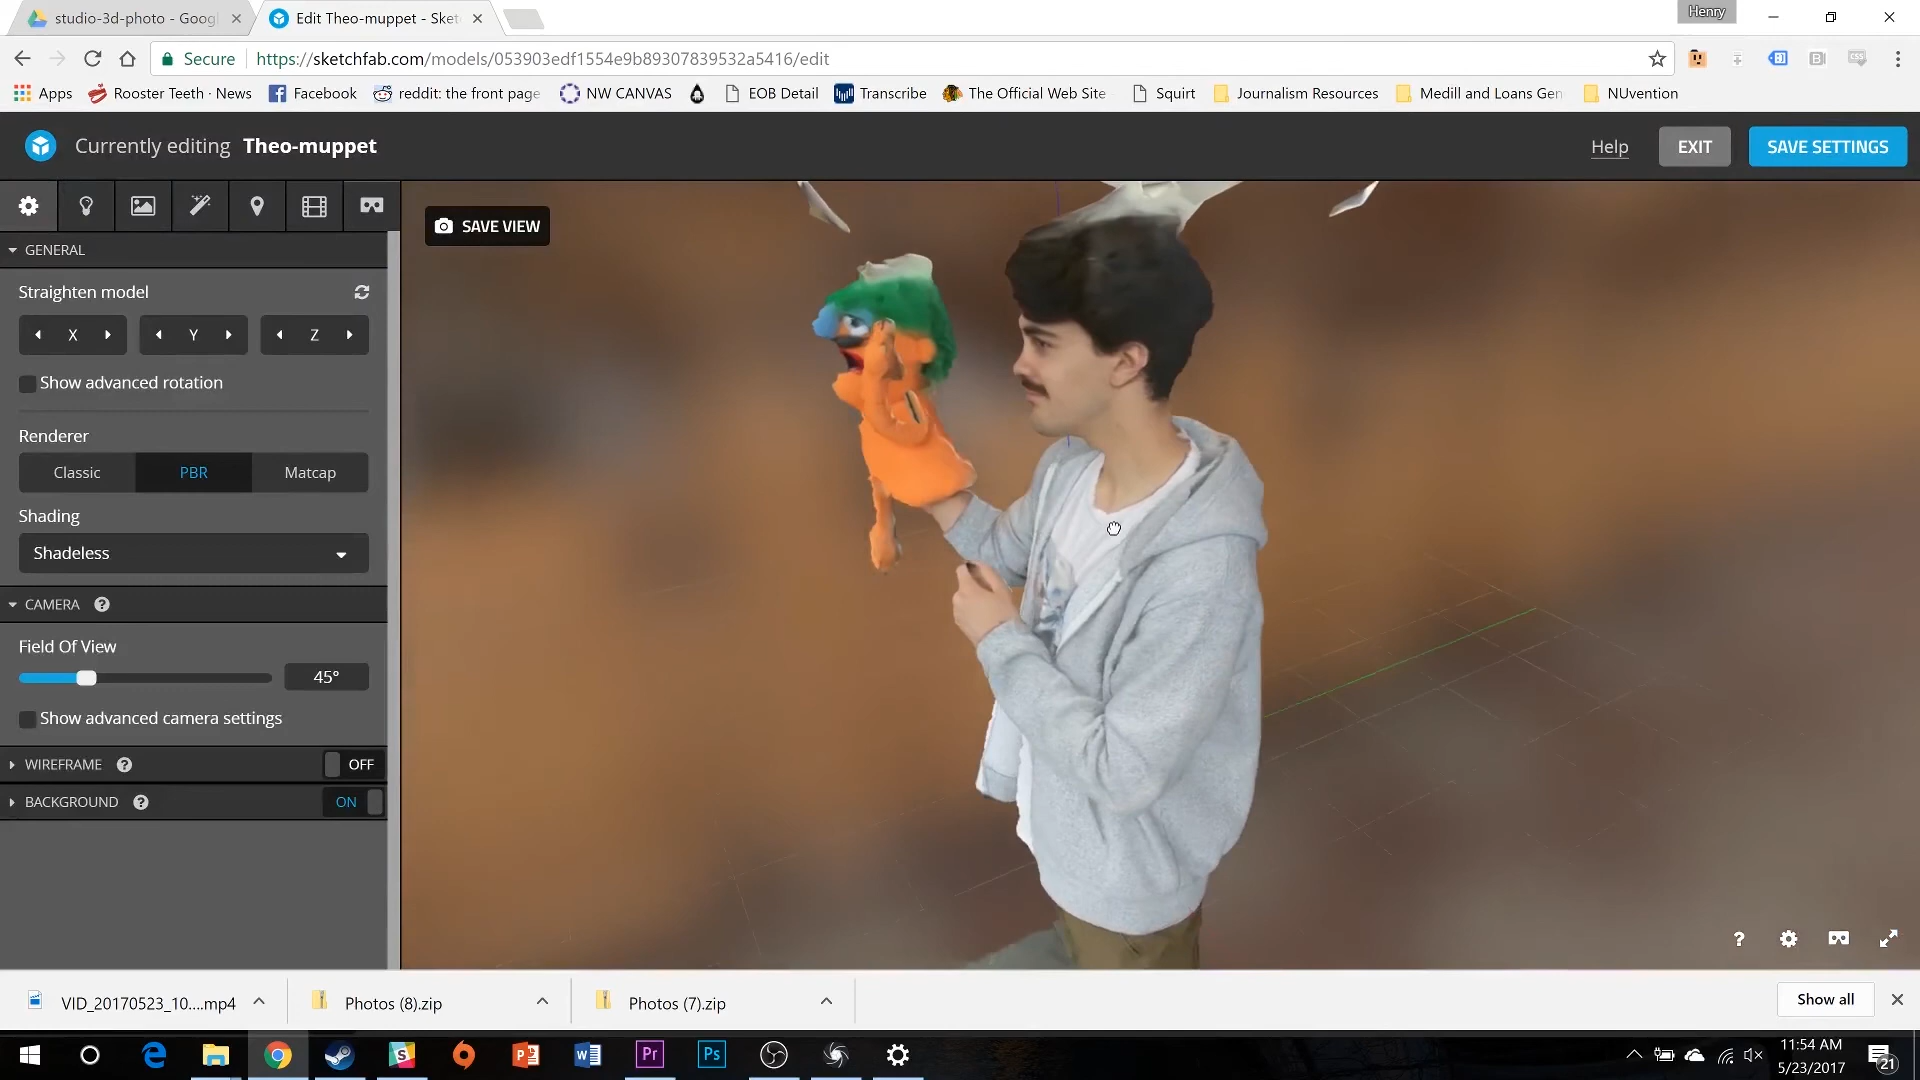 studio-3d-photo - Goog
Edit Theo-muppet - Sket
Henry
Secure
https://sketchfab.com/models/053903edf1554e9b89307839532a5416/edit
Apps
Rooster Teeth · News
Facebook
reddit: the front page
NW CANVAS
EOB Detail
Transcribe
The Official Web Site
Squirt
Journalism Resources
Medill and Loans Gen
NUvention
Currently editing Theo-muppet
Help
EXIT
SAVE SETTINGS
SAVE VIEW
GENERAL
Straighten model
X
Y
Z
Show advanced rotation
Renderer
Classic
PBR
Matcap
Shading
Shadeless
CAMERA ?
Field Of View
45°
Show advanced camera settings
WIREFRAME ?
OFF
BACKGROUND ?
ON
?
VID_20170523_10....mp4
Photos (8).zip
Photos (7).zip
Show all
Pr
Ps
11:54 AM
5/23/2017
21